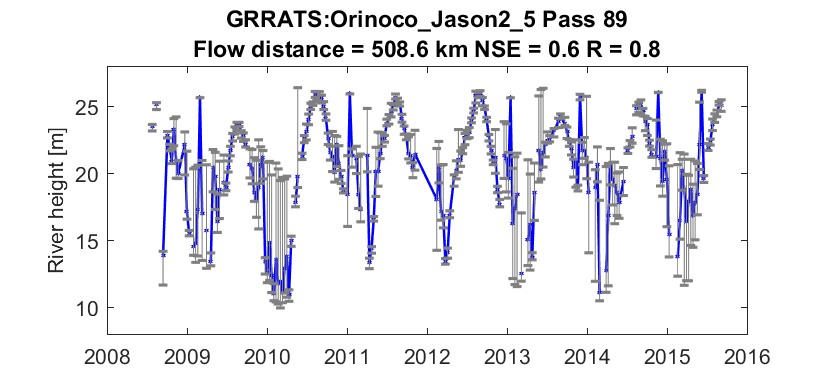 GRRATS:Orinoco_Jason2_5 Pass 89
Flow distance = 508.6 km NSE = 0.6 R = 0.8
River height [m]
25
20
15
10
2008 2009 2010 2011 2012 2013 2014 2015 2016